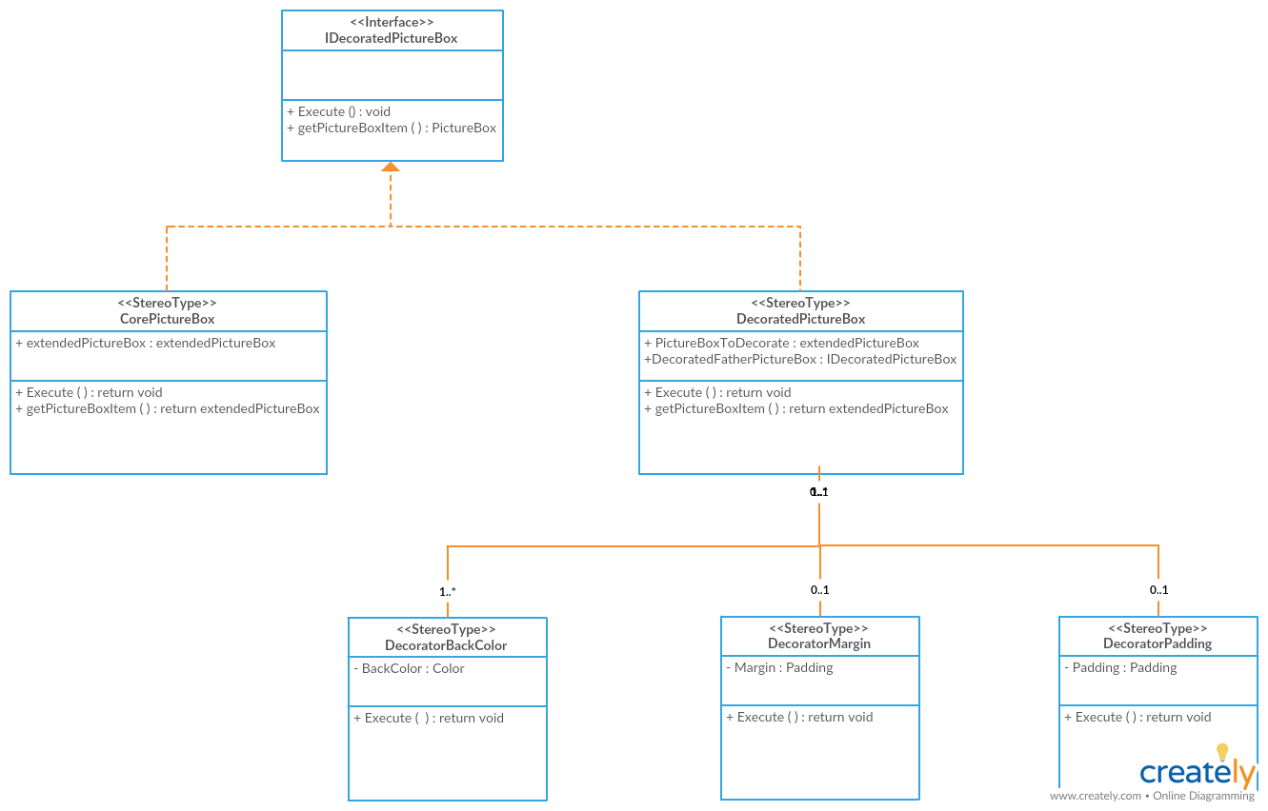 <<Interface>>
IDecoratedPictureBox
+ Execute () : void
+ getPictureBoxItem ( ) : PictureBox
<<StereoType>>
CorePictureBox
+ extendedPictureBox : extendedPictureBox
+ Execute ( ) : return void
+ getPictureBoxItem ( ) : return extendedPictureBox
<<StereoType>>
DecoratedPictureBox
+ PictureBoxToDecorate : extendedPictureBox
+DecoratedFatherPictureBox : IDecoratedPictureBox
+ Execute ( ) : return void
+ getPictureBoxItem ( ) : return extendedPictureBox
1..*
0..1
0..1
<<StereoType>>
DecoratorBackColor
- BackColor : Color
+ Execute (  ) : return void
<<StereoType>>
DecoratorMargin
- Margin : Padding
+ Execute ( ) : return void
<<StereoType>>
DecoratorPadding
- Padding : Padding
+ Execute ( ) : return void
creately
www.creately.com • Online Diagramming